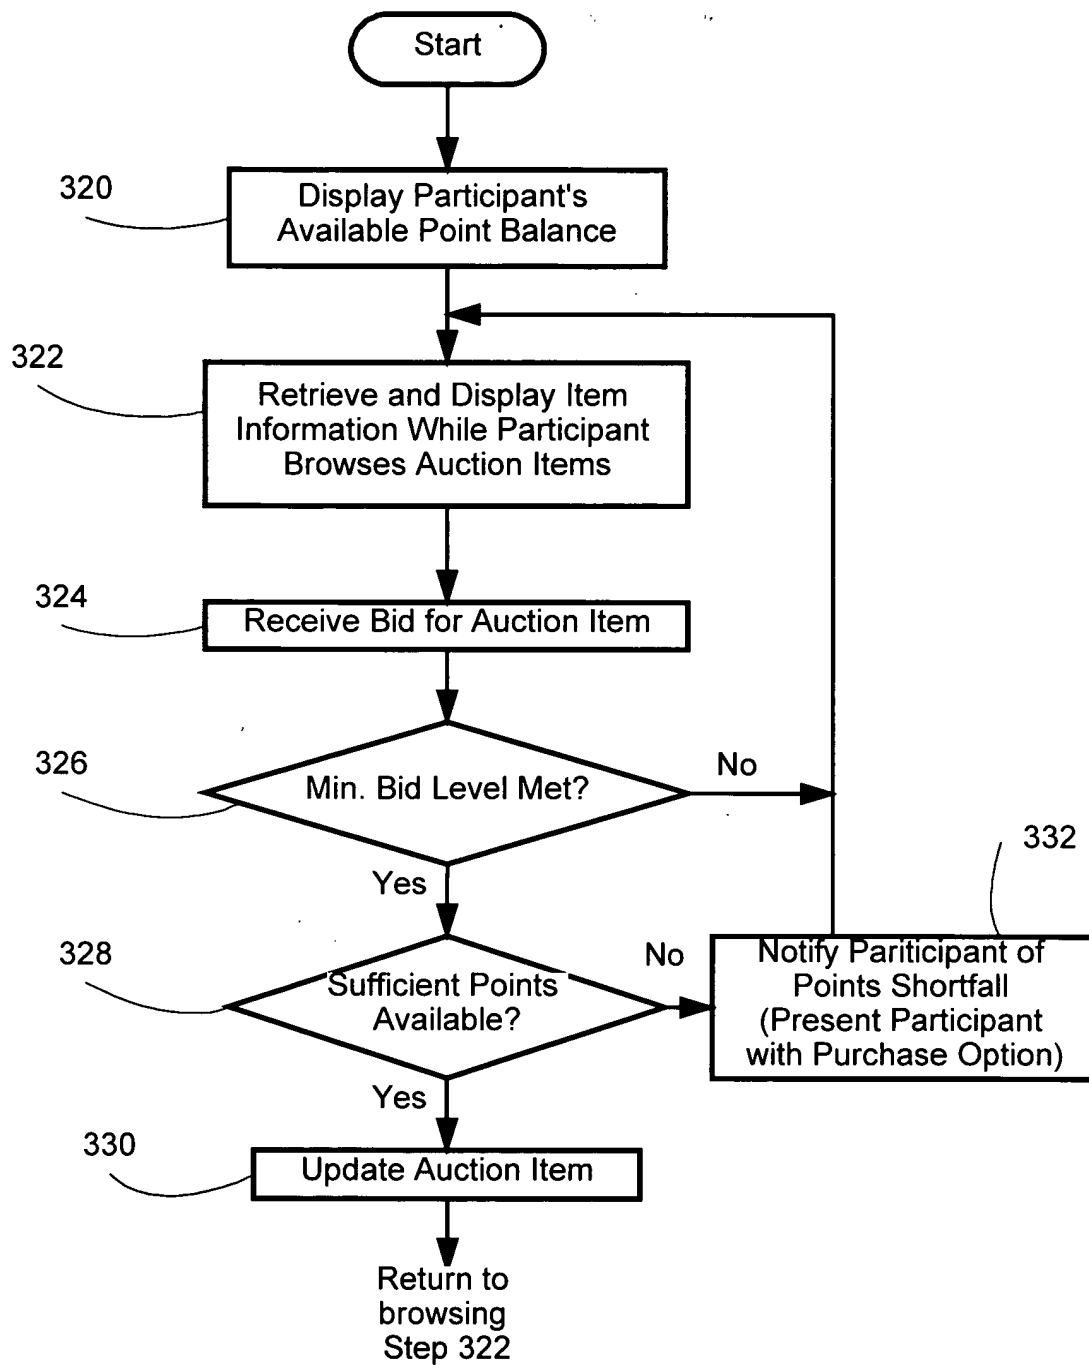 Start
320
Display Participant's
Available Point Balance
322
Retrieve and Display Item
Information While Participant
Browses Auction Items
324
Receive Bid for Auction Item
326
Min. Bid Level Met?
No
Yes
332
328
Sufficient Points
Available?
No
Notify Pariticipant of
Points Shortfall
(Present Participant
with Purchase Option)
Yes
330
Update Auction Item
Return to
browsing
Step 322